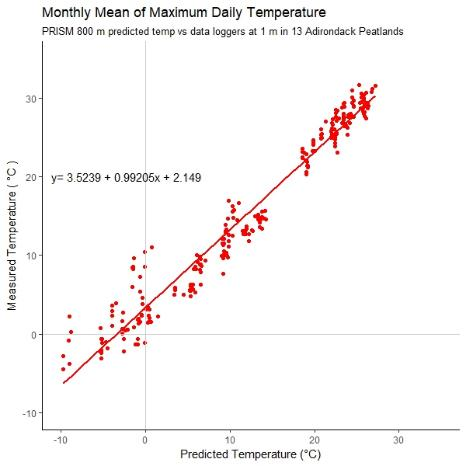 Monthly Mean of Maximum Daily Temperature
PRISM 800 m predicted temp vs data loggers at 1 m in 13 Adirondack Peatlands
30
y= 3.5239 + 0.99205x + 2.149
20
10
0
-10
Measured Temperature ( °C )
-10 0 10 20 30
Predicted Temperature (°C)